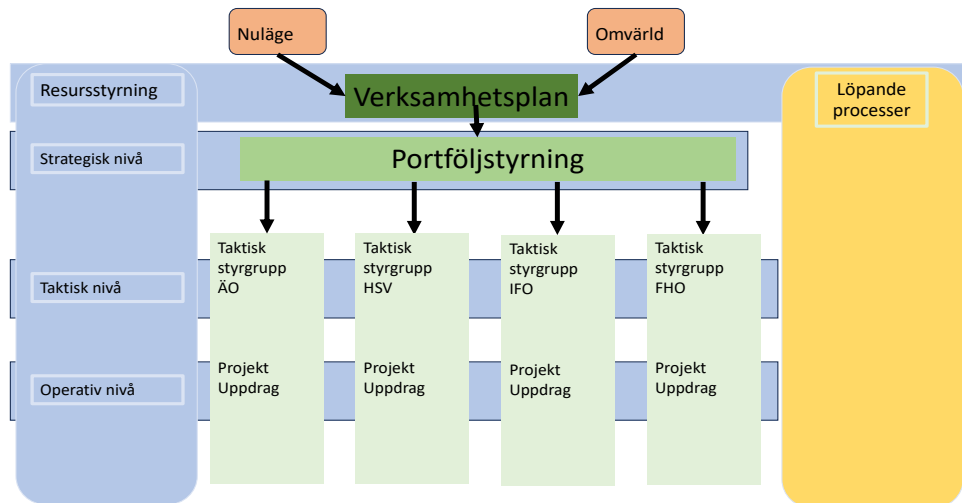 Nuläge
Omvärld
Resursstyrning
Verksamhetsplan
Löpande
processer
Strategisk nivå
Portföljstyrning
Taktisk nivå
Taktisk
styrgrupp
ÄO
Taktisk
styrgrupp
HSV
Taktisk
styrgrupp
IFO
Taktisk
styrgrupp
FHO
Operativ nivå
Projekt
Uppdrag
Projekt
Uppdrag
Projekt
Uppdrag
Projekt
Uppdrag